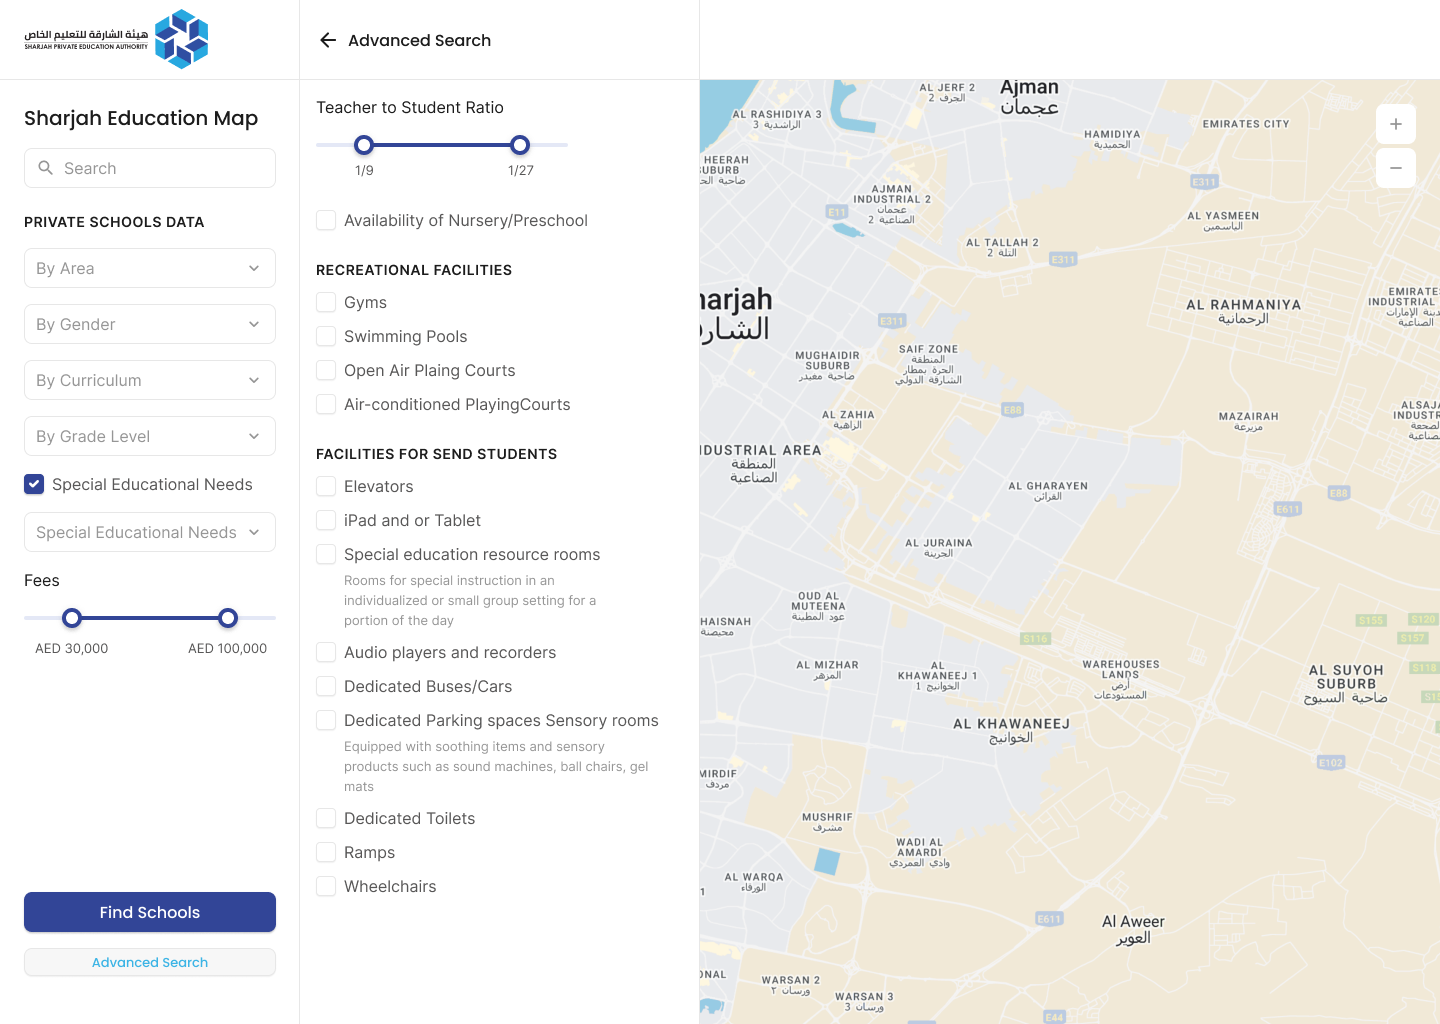 هيئة الشارقة للتعليم الخاص
SHARJAH PRIVATE EDUCATION AUTHORITY
Sharjah Education Map
Search
PRIVATE SCHOOLS DATA
By Area
By Gender
By Curriculum
By Grade Level
Special Educational Needs
Special Educational Needs
Fees
AED 30,000
AED 100,000
Find Schools
Advanced Search
Advanced Search
Teacher to Student Ratio
1/9
1/27
Availability of Nursery/Preschool
RECREATIONAL FACILITIES
Gyms
Swimming Pools
Open Air Plaing Courts
Air-conditioned PlayingCourts
FACILITIES FOR SEND STUDENTS
Elevators
iPad and or Tablet
Special education resource rooms
Rooms for special instruction in an
individualized or small group setting for a
portion of the day
Audio players and recorders
Dedicated Buses/Cars
Dedicated Parking spaces Sensory rooms
Equipped with soothing items and sensory
products such as sound machines, ball chairs, gel
mats
Dedicated Toilets
Ramps
Wheelchairs
+
−
AL JERF 2
الجرف 2
Ajman
عجمان
AL RASHIDIYA 3
الراشدية 3
HAMIDIYA
الحميدية
EMIRATES CITY
HEERAH
SUBURB
ضاحية الح
E311
AJMAN
INDUSTRIAL 2
عجمان
الصناعية 2
E11
AL YASMEEN
الياسمين
AL TALLAH 2
التلة 2
E311
harjah
الشارق
AL RAHMANIYA
الرحمانية
EMIRATES
INDUSTRIAL
دينة الإمارات
الصناعية
E311
MUGHAIDIR
SUBURB
ضاحية مغيدر
SAIF ZONE
المنطقة
الحرة بمطار
الشارقة الدولي
E88
AL ZAHIA
الزاهية
MAZAIRAH
مزيرعة
ALSAJA
INDUSTR
الصجعة
الصناعية
NDUSTRIAL AREA
المنطقة
الصناعية
AL GHARAYEN
القرائن
E88
E611
AL JURAINA
الجرينة
OUD AL
MUTEENA
عود المطينة
HAISNAH
محيصنة
S116
S155
S120
S157
S118
S15
AL MIZHAR
المزهر
AL
KHAWANEEJ 1
الخوانيج 1
WAREHOUSES
LANDS
أرض
المستودعات
AL SUYOH
SUBURB
ضاحية السيوح
AL KHAWANEEJ
الخوانيج
MIRDIF
مردف
E102
MUSHRIF
مشرف
WADI AL
AMARDI
وادي العمردي
AL WARQA
الورقاء
1
E611
Al Aweer
العوير
ONAL
WARSAN 2
ورسان ٢
WARSAN 3
ورسان 3
E44